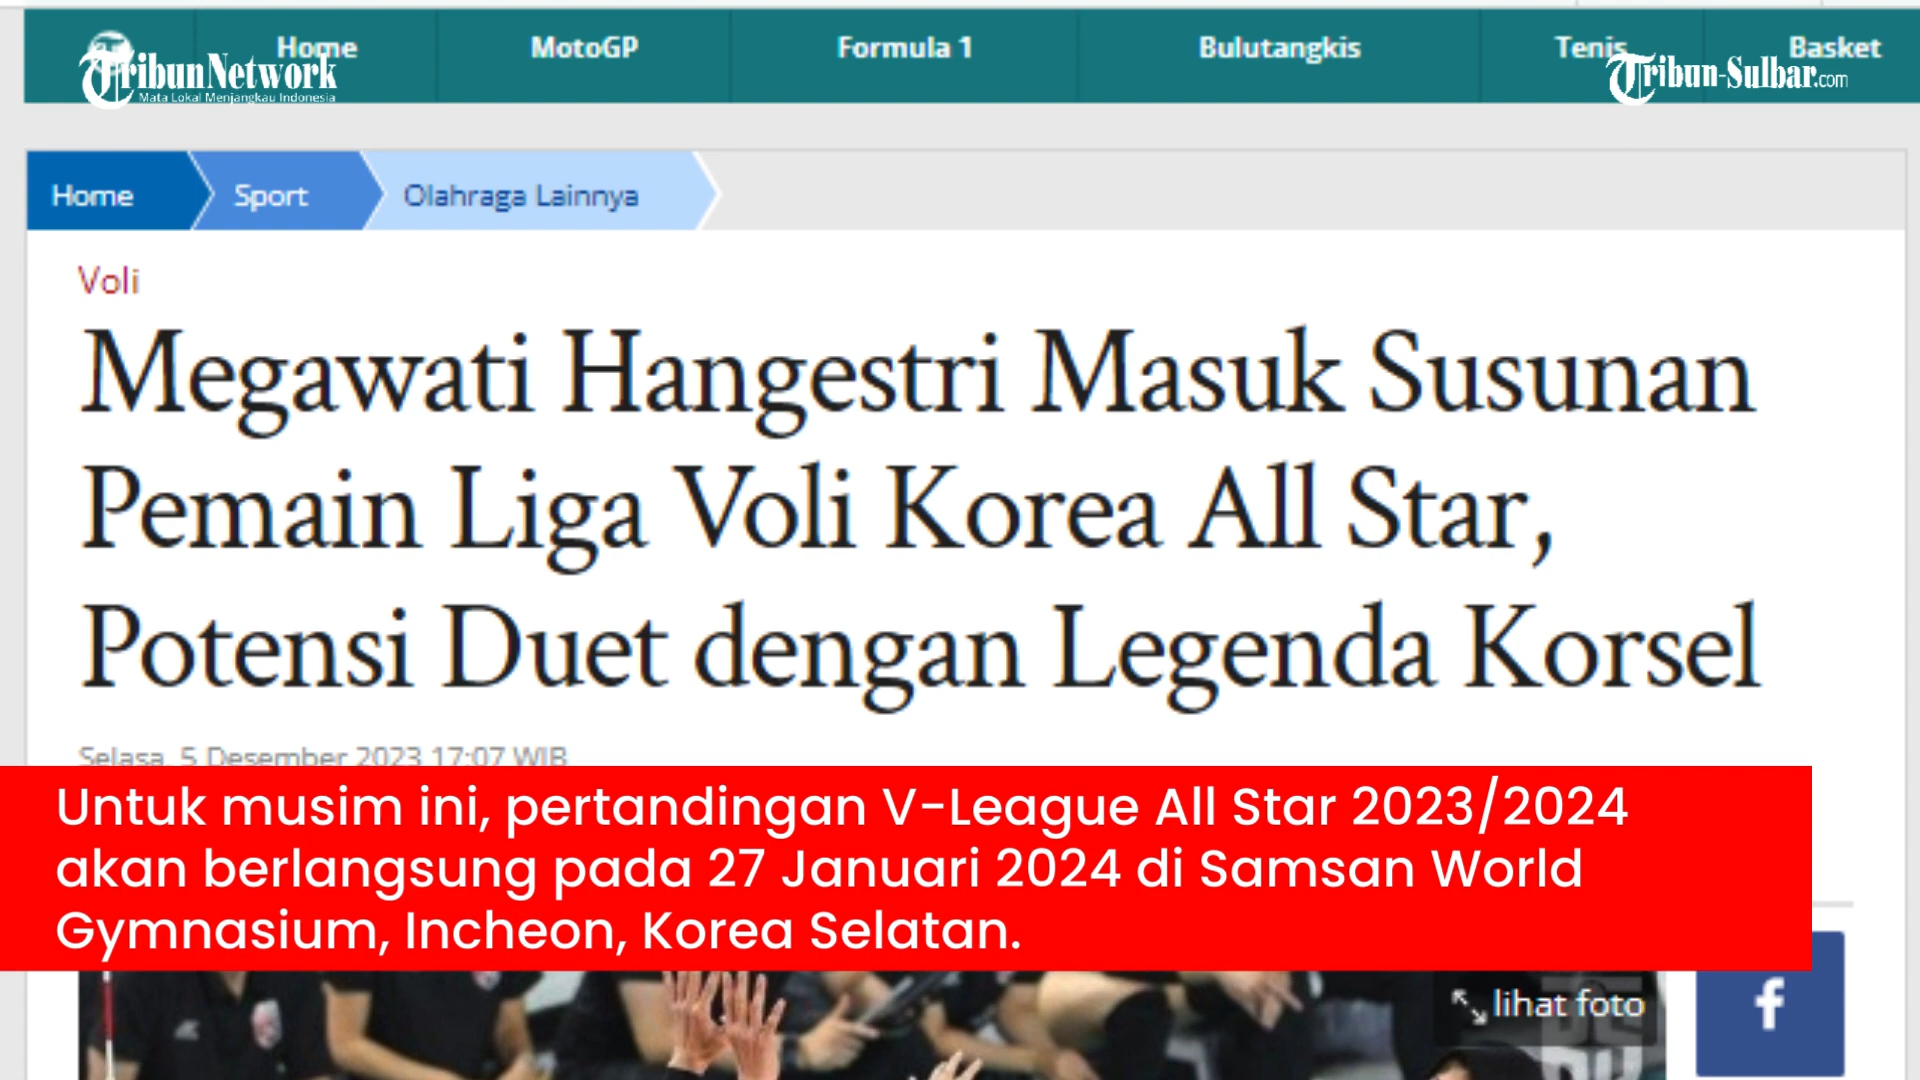 Home MotoGP Formula 1 Bulutangkis Tenis Basket
TribunNetwork
Mata Lokal Menjangkau Indonesia
Tribun-Sulbar.com
Home Sport Olahraga Lainnya
Voli
Megawati Hangestri Masuk Susunan
Pemain Liga Voli Korea All Star,
Potensi Duet dengan Legenda Korsel
Selasa, 5 Desember 2023 17:07 WIB
Untuk musim ini, pertandingan V-League All Star 2023/2024
akan berlangsung pada 27 Januari 2024 di Samsan World
Gymnasium, Incheon, Korea Selatan.
lihat foto
f